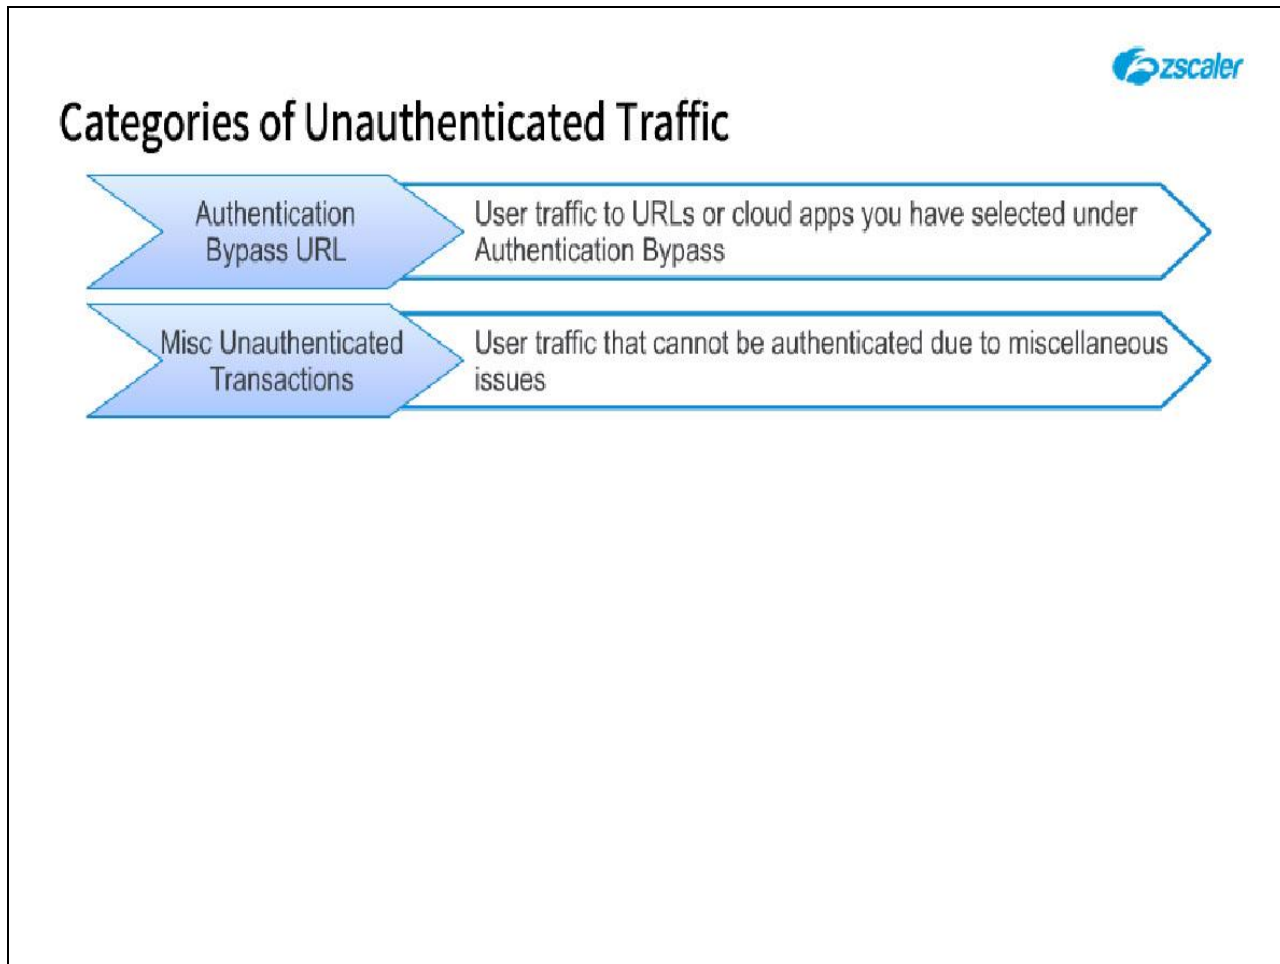 zscaler
Categories of Unauthenticated Traffic
Authentication
Bypass URL
User traffic to URLs or cloud apps you have selected under
Authentication Bypass
Misc Unauthenticated
Transactions
User traffic that cannot be authenticated due to miscellaneous
issues